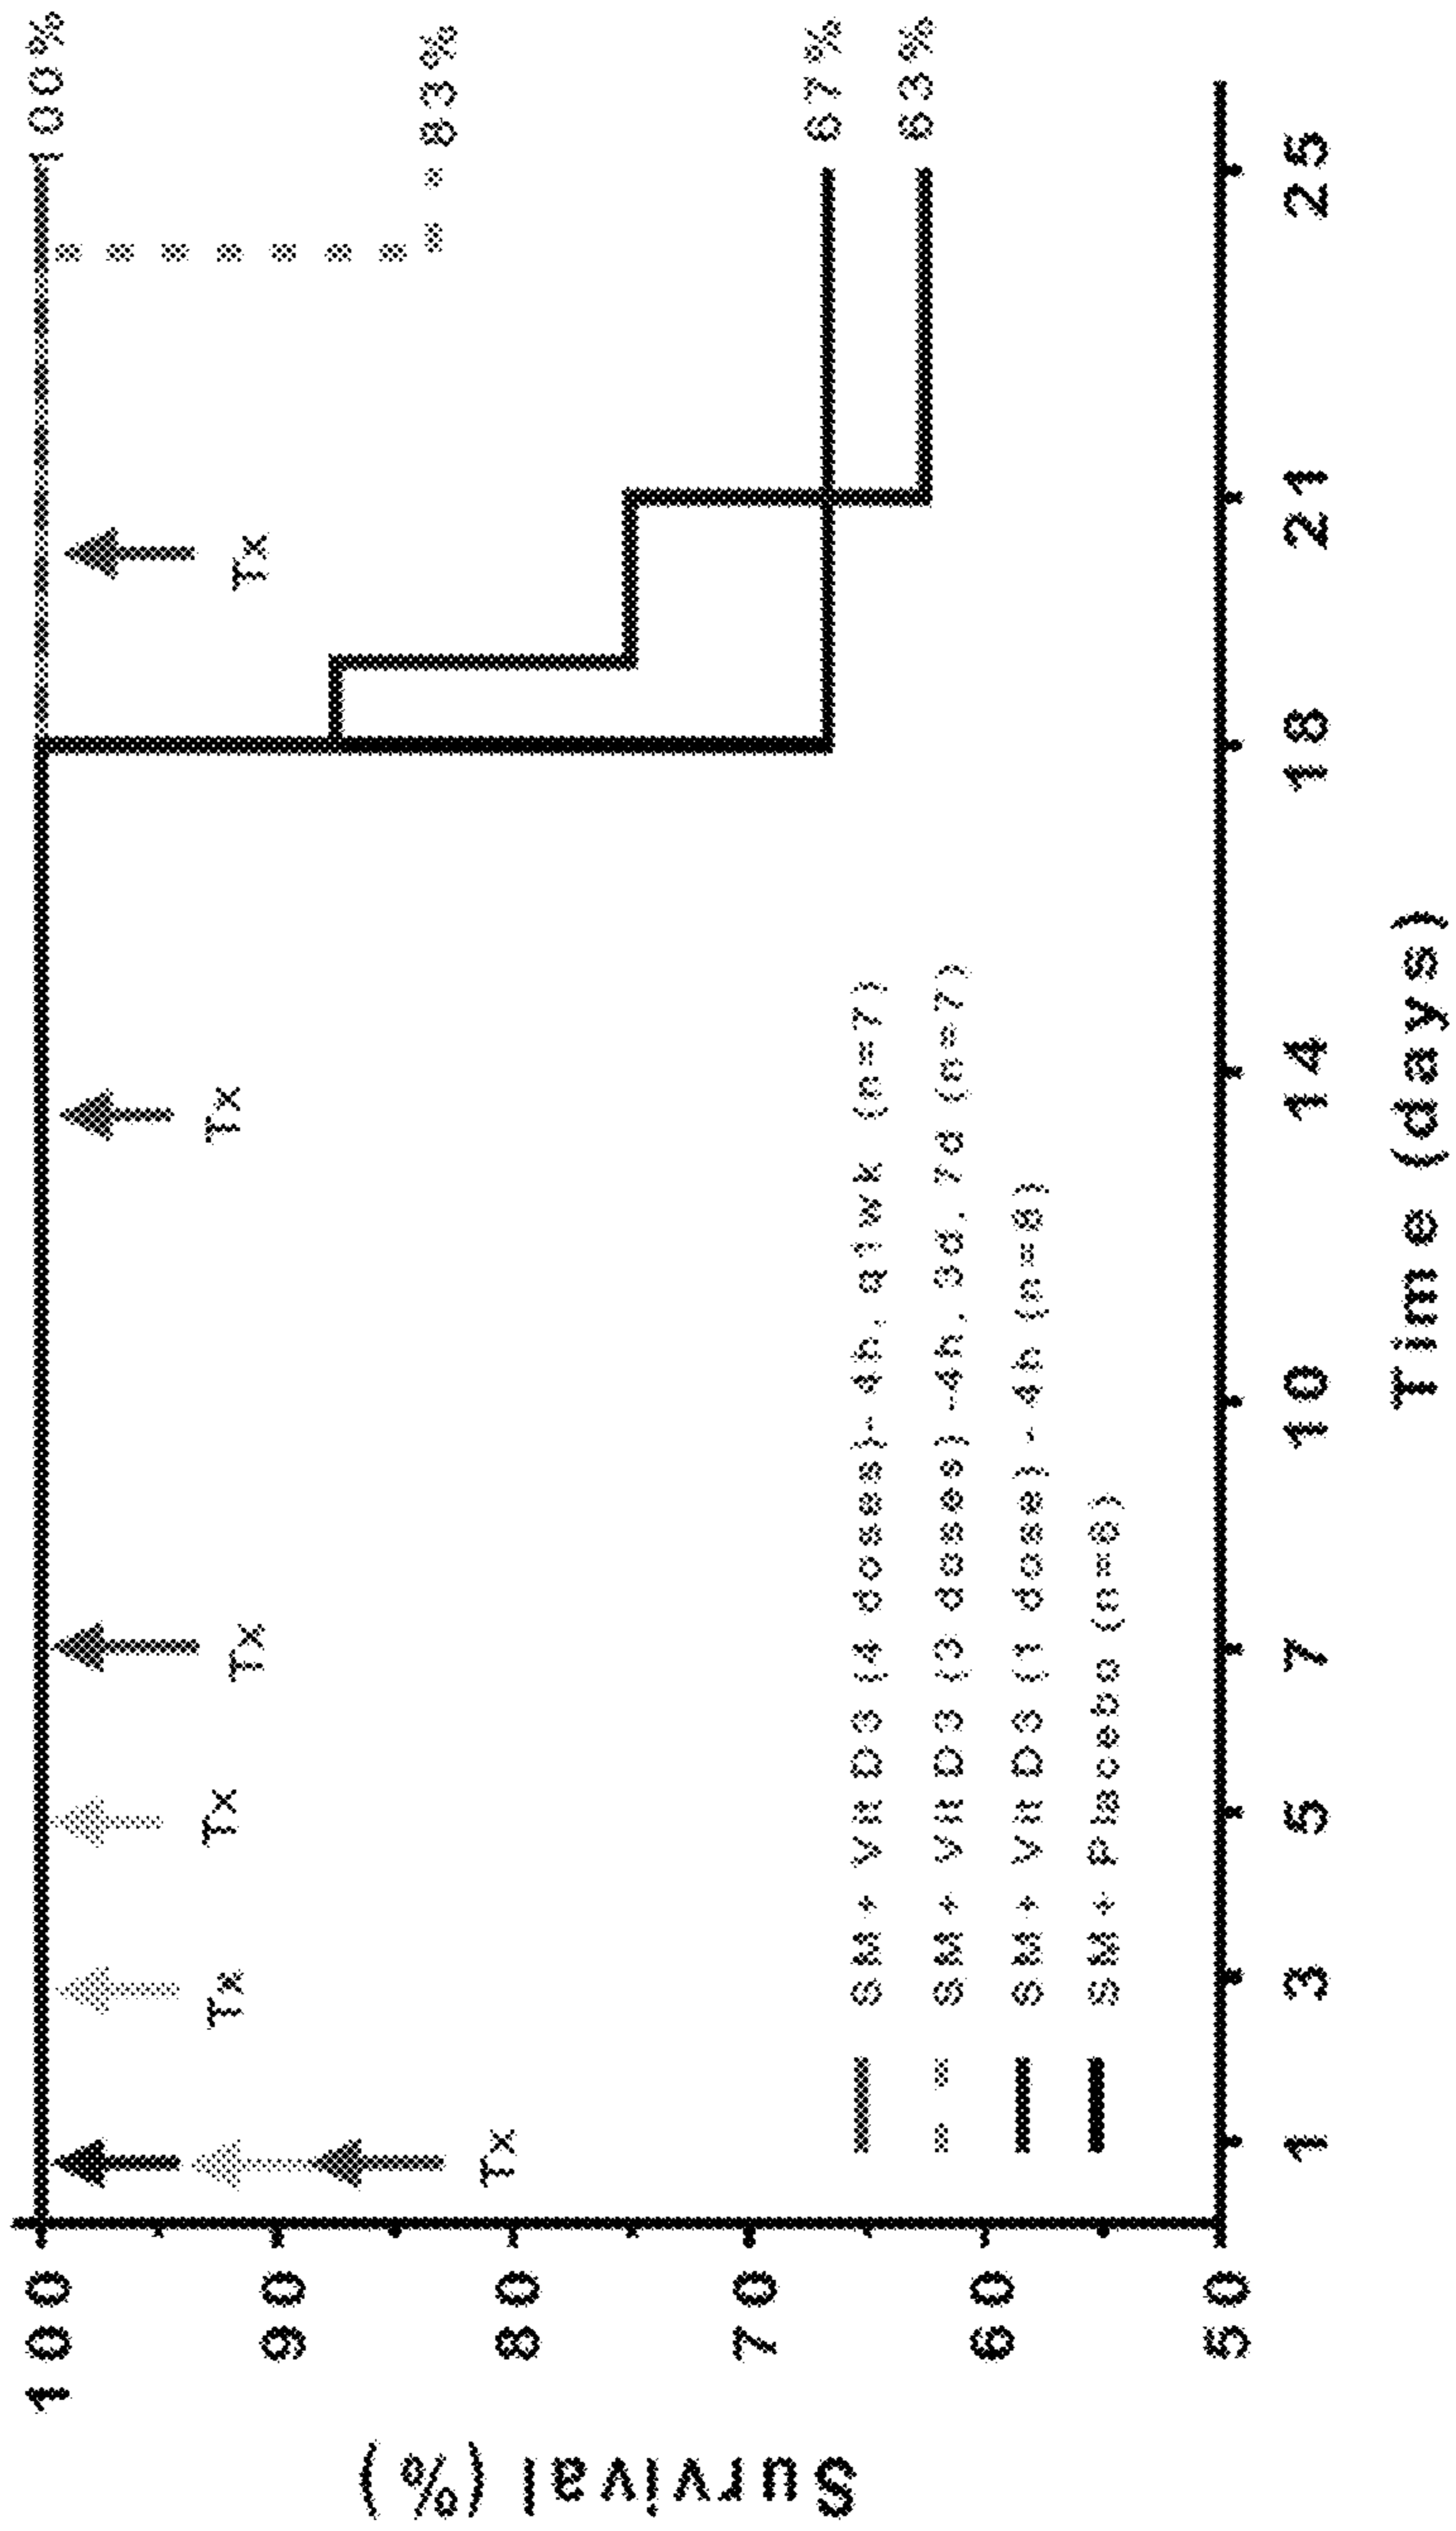 Survival (%)
100
90
80
70
60
50
100%
83%
67%
63%
Tx
Tx
Tx
Tx
Tx
Tx
SM+ Vit D3 (4 doses)- 4h, q1wk (n=7)
SM+ Vit D3 (3 doses) -4h, 3d, 7d (n=7)
SM+ Vit D3 (1 dose) - 4h (n=6)
SM+ Placebo (n=8)
1 3 5 7 10 14 18 21 25
Time (days)